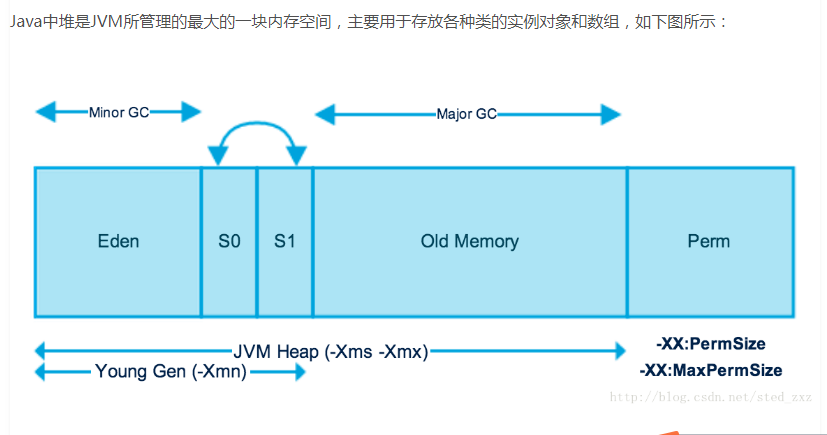 Java中堆是JVM所管理的最大的一块内存空间，主要用于存放各种类的实例对象和数组，如下图所示：
Minor GC
Major GC
Eden
S0
S1
Old Memory
Perm
JVM Heap (-Xms -Xmx)
-XX:PermSize
Young Gen (-Xmn)
-XX:MaxPermSize
http://blog.csdn.net/sted_zxz